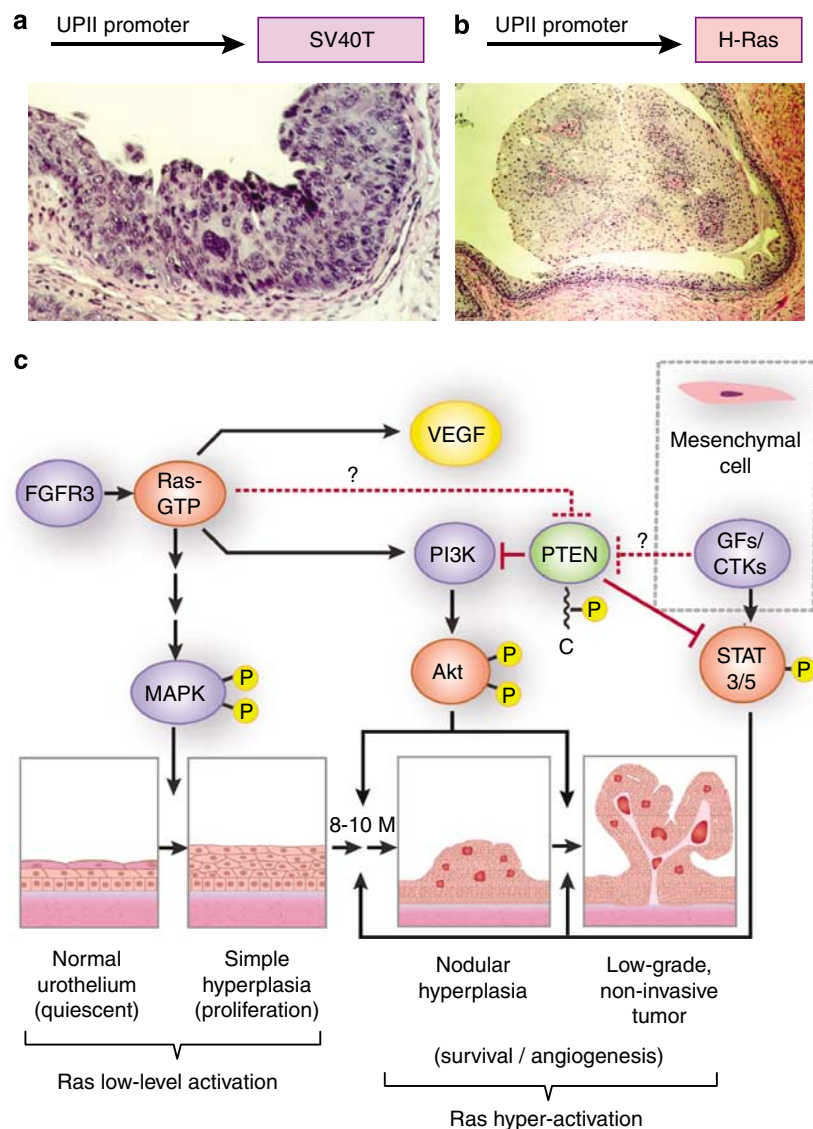 a
UPII promoter
SV40T
b
UPII promoter
H-Ras
c
VEGF
Mesenchymal
cell
?
FGFR3
Ras-
GTP
PI3K
PTEN
?
GFs/
CTKs
P
C
MAPK
P
P
Akt
P
P
STAT
3/5
P
8-10 M
Normal
urothelium
(quiescent)
Simple
hyperplasia
(proliferation)
Nodular
hyperplasia
Low-grade,
non-invasive
tumor
(survival / angiogenesis)
Ras low-level activation
Ras hyper-activation